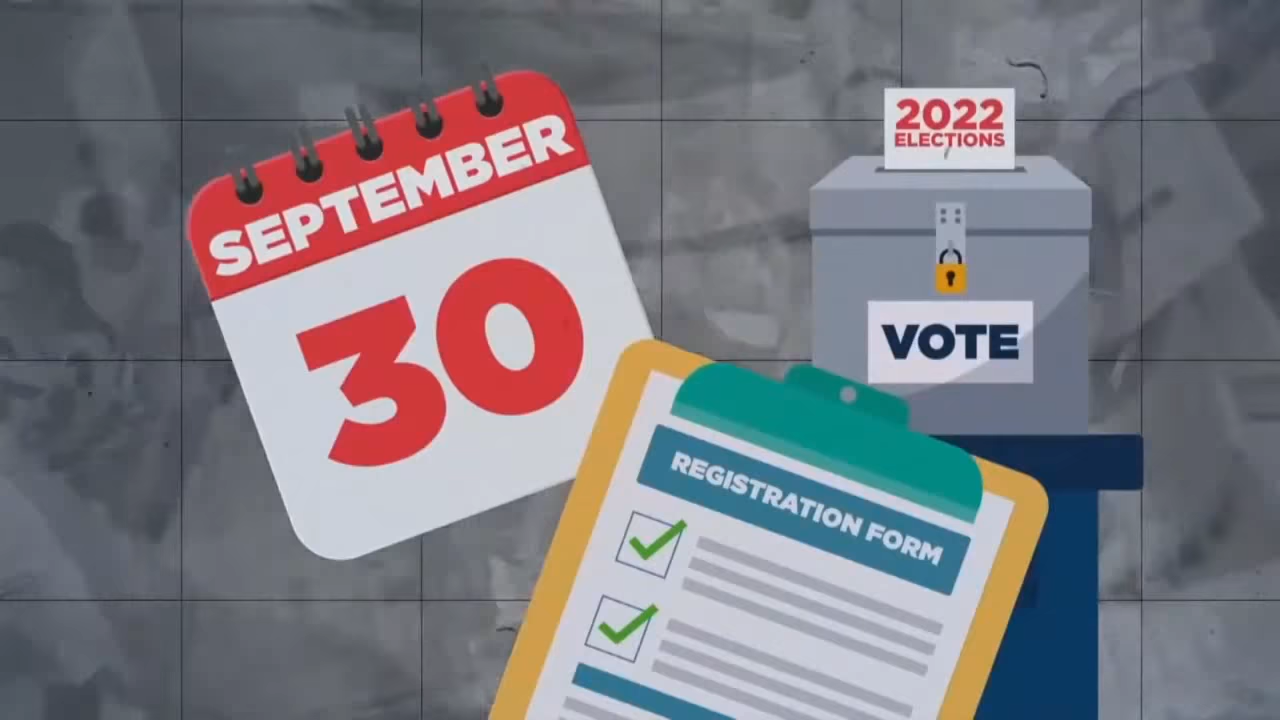 SEPTEMBER
30
2022
ELECTIONS
VOTE
REGISTRATION FORM